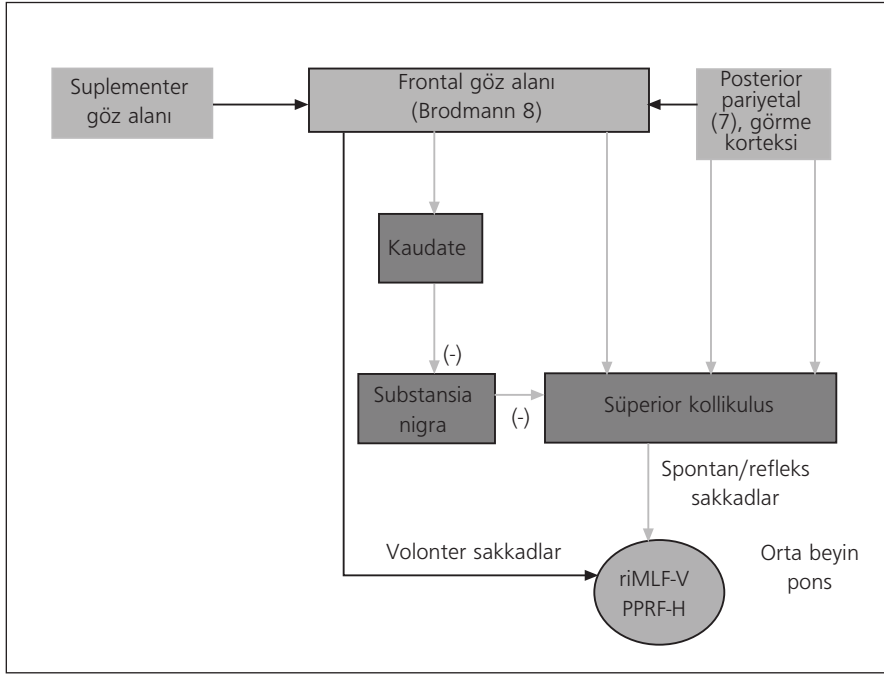 Suplementer
göz alanı
Frontal göz alanı
(Brodmann 8)
Posterior
pariyetal
(7), görme
korteksi
Kaudate
(-)
Substansia
nigra
(-)
Süperior kollikulus
Spontan/refleks
sakkadlar
Volonter sakkadlar
Orta beyin
pons
riMLF-V
PPRF-H